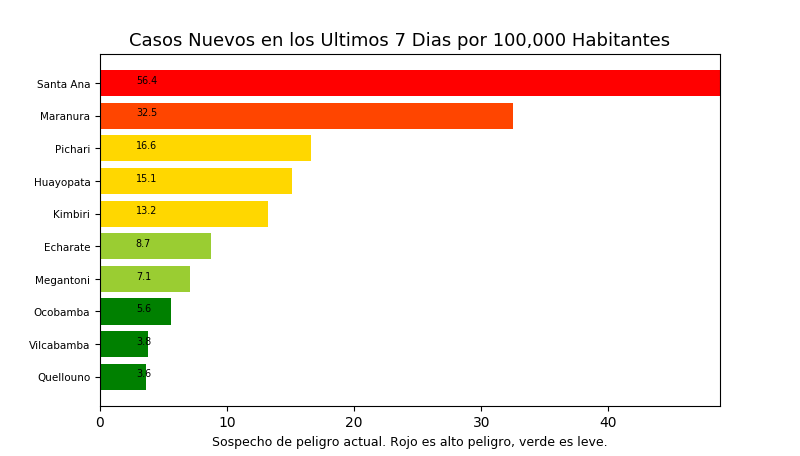 Casos Nuevos en los Ultimos 7 Dias por 100,000 Habitantes
Santa Ana 56.4
Maranura 32.5
Pichari 16.6
Huayopata 15.1
Kimbiri 13.2
Echarate 8.7
Megantoni 7.1
Ocobamba 5.6
Vilcabamba 3.8
Quellouno 3.6
0 10 20 30 40
Sospecho de peligro actual. Rojo es alto peligro, verde es leve.